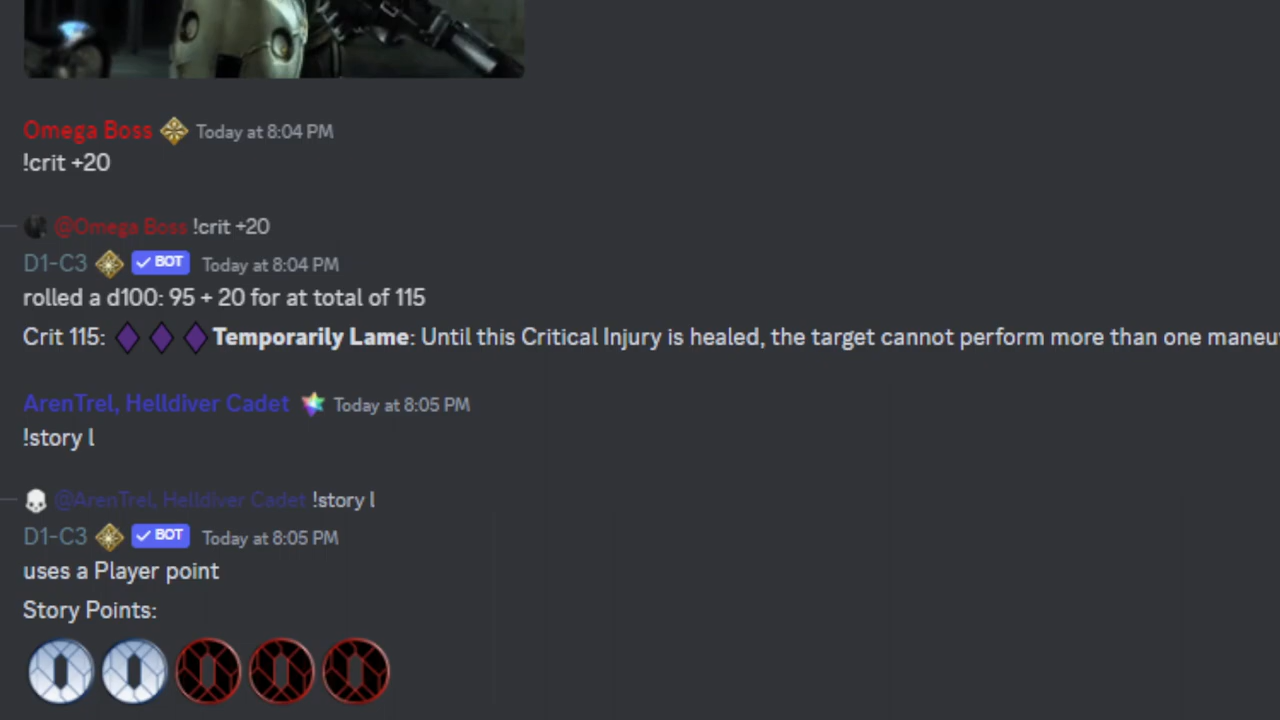 Omega Boss Today at 8:04 PM
!crit +20
@Omega Boss !crit +20
D1-C3 BOT Today at 8:04 PM
rolled a d100: 95 + 20 for at total of 115
Crit 115: Temporarily Lame: Until this Critical Injury is healed, the target cannot perform more than one
ArenTrel, Helldiver Cadet Today at 8:05 PM
!story l
@ArenTrel, Helldiver Cadet !story l
D1-C3 BOT Today at 8:05 PM
uses a Player point
Story Points: